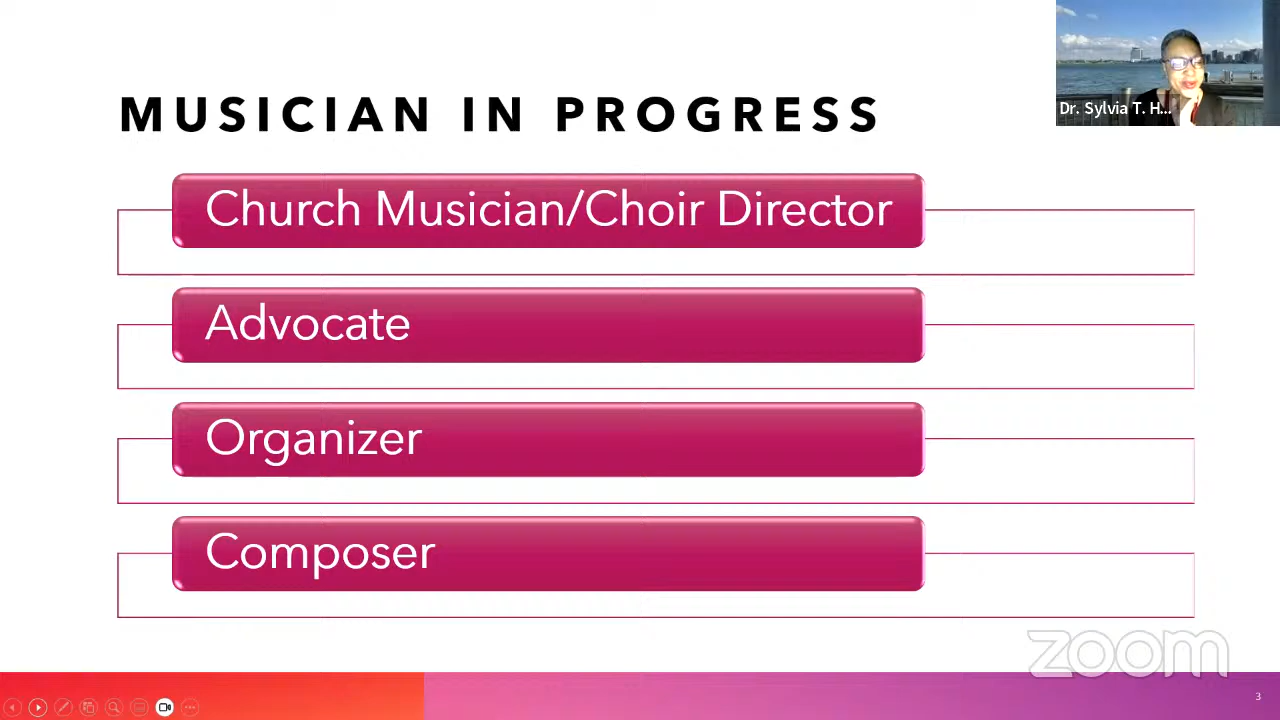 MUSICIAN IN PROGRESS
Dr. Sylvia T. H...
Church Musician/Choir Director
Advocate
Organizer
Composer
zoom
3